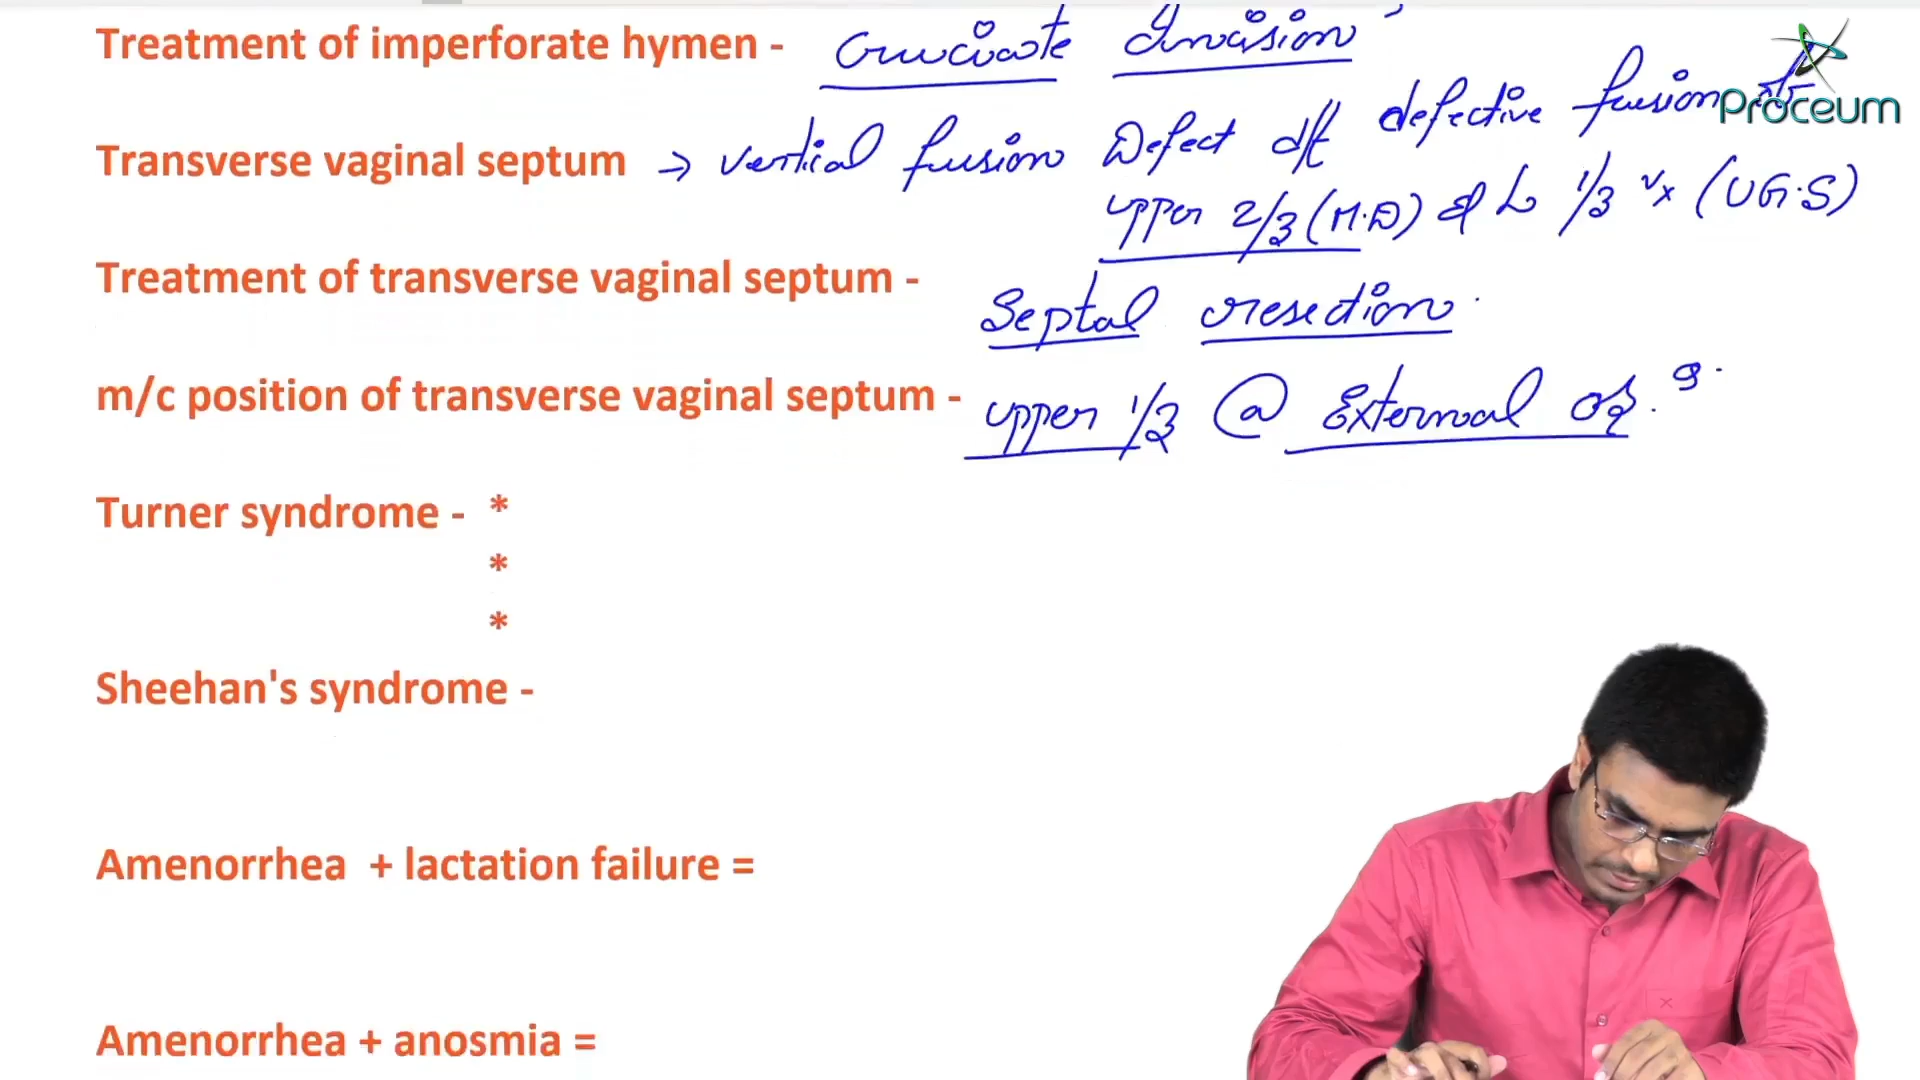 Treatment of imperforate hymen - Cruciate Incision
Proceum
defective fusion of
Transverse vaginal septum → vertical fusion Defect d/t
upper 2/3 (M.D) & L 1/3 Vx (UG.S)
Treatment of transverse vaginal septum -
Septal resection.
m/c position of transverse vaginal septum - upper 1/3 @ External os.
Turner syndrome - *
*
*
Sheehan's syndrome -
Amenorrhea + lactation failure =
Amenorrhea + anosmia =